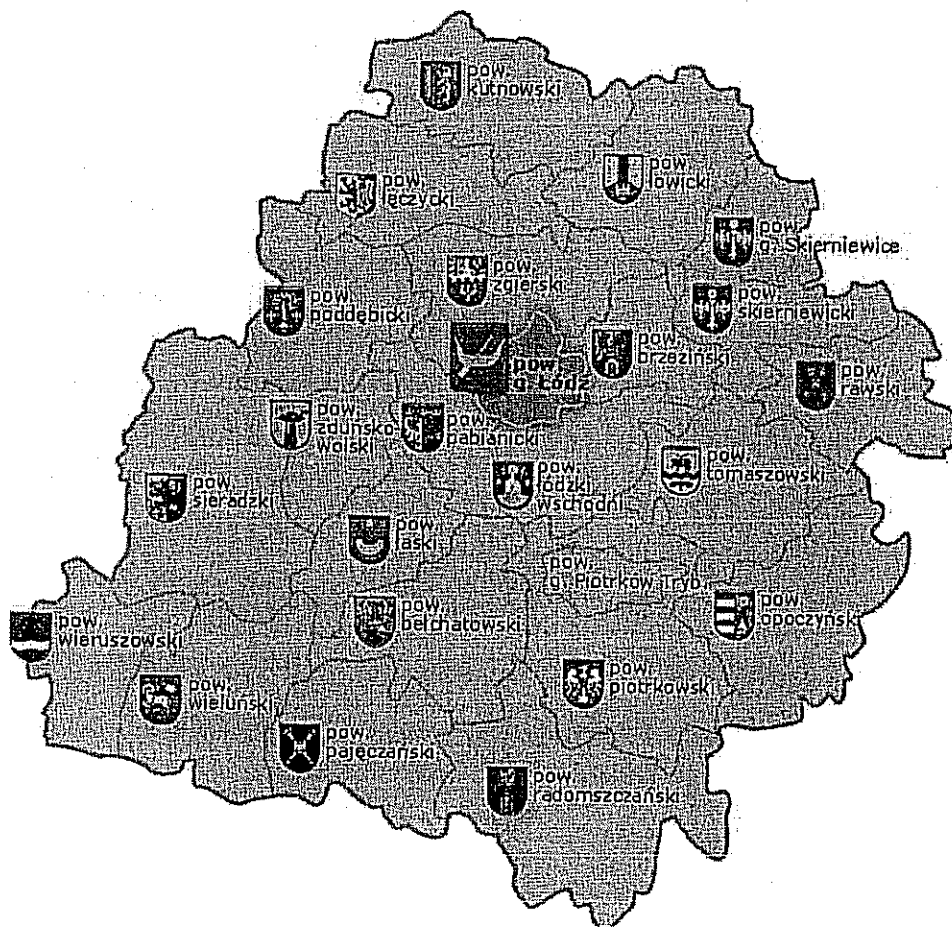 pow.
kutnowski
pow.
łowicki
pow.
łęczycki
pow.
g. Skierniewice
pow.
zgierski
pow.
skierniewicki
pow.
poddębicki
pow.
brzeziński
pow.
g. Łódź
pow.
rawski
pow.
zduńsko
wolski
pow.
pabianicki
pow.
tomaszowski
pow.
łódzki
wschodni
pow.
sieradzki
pow.
łaski
pow.
g. Piotrków Tryb.
pow.
opoczyński
pow.
bełchatowski
pow.
wieruszowski
pow.
piotrkowski
pow.
wieluński
pow.
pajęczański
pow.
radomszczański